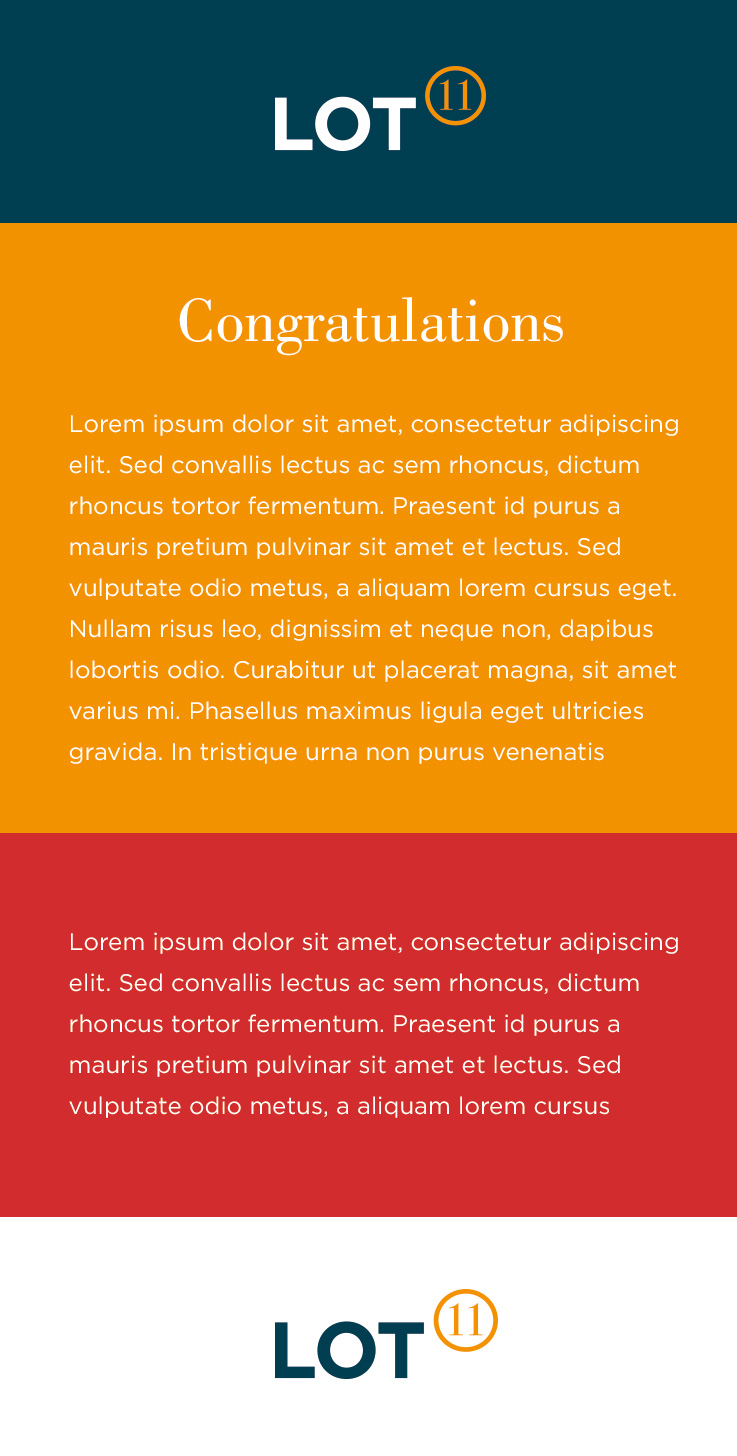 LOT 11
Congratulations
Lorem ipsum dolor sit amet, consectetur adipiscing
elit. Sed convallis lectus ac sem rhoncus, dictum
rhoncus tortor fermentum. Praesent id purus a
mauris pretium pulvinar sit amet et lectus. Sed
vulputate odio metus, a aliquam lorem cursus eget.
Nullam risus leo, dignissim et neque non, dapibus
lobortis odio. Curabitur ut placerat magna, sit amet
varius mi. Phasellus maximus ligula eget ultricies
gravida. In tristique urna non purus venenatis
Lorem ipsum dolor sit amet, consectetur adipiscing
elit. Sed convallis lectus ac sem rhoncus, dictum
rhoncus tortor fermentum. Praesent id purus a
mauris pretium pulvinar sit amet et lectus. Sed
vulputate odio metus, a aliquam lorem cursus
LOT 11